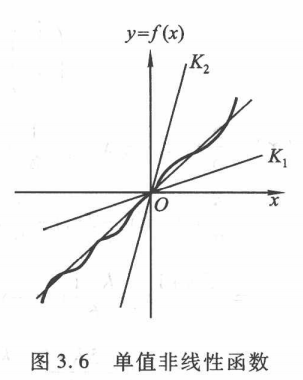 y=f(x)
K₂
K₁
O
x
图 3.6 单值非线性函数